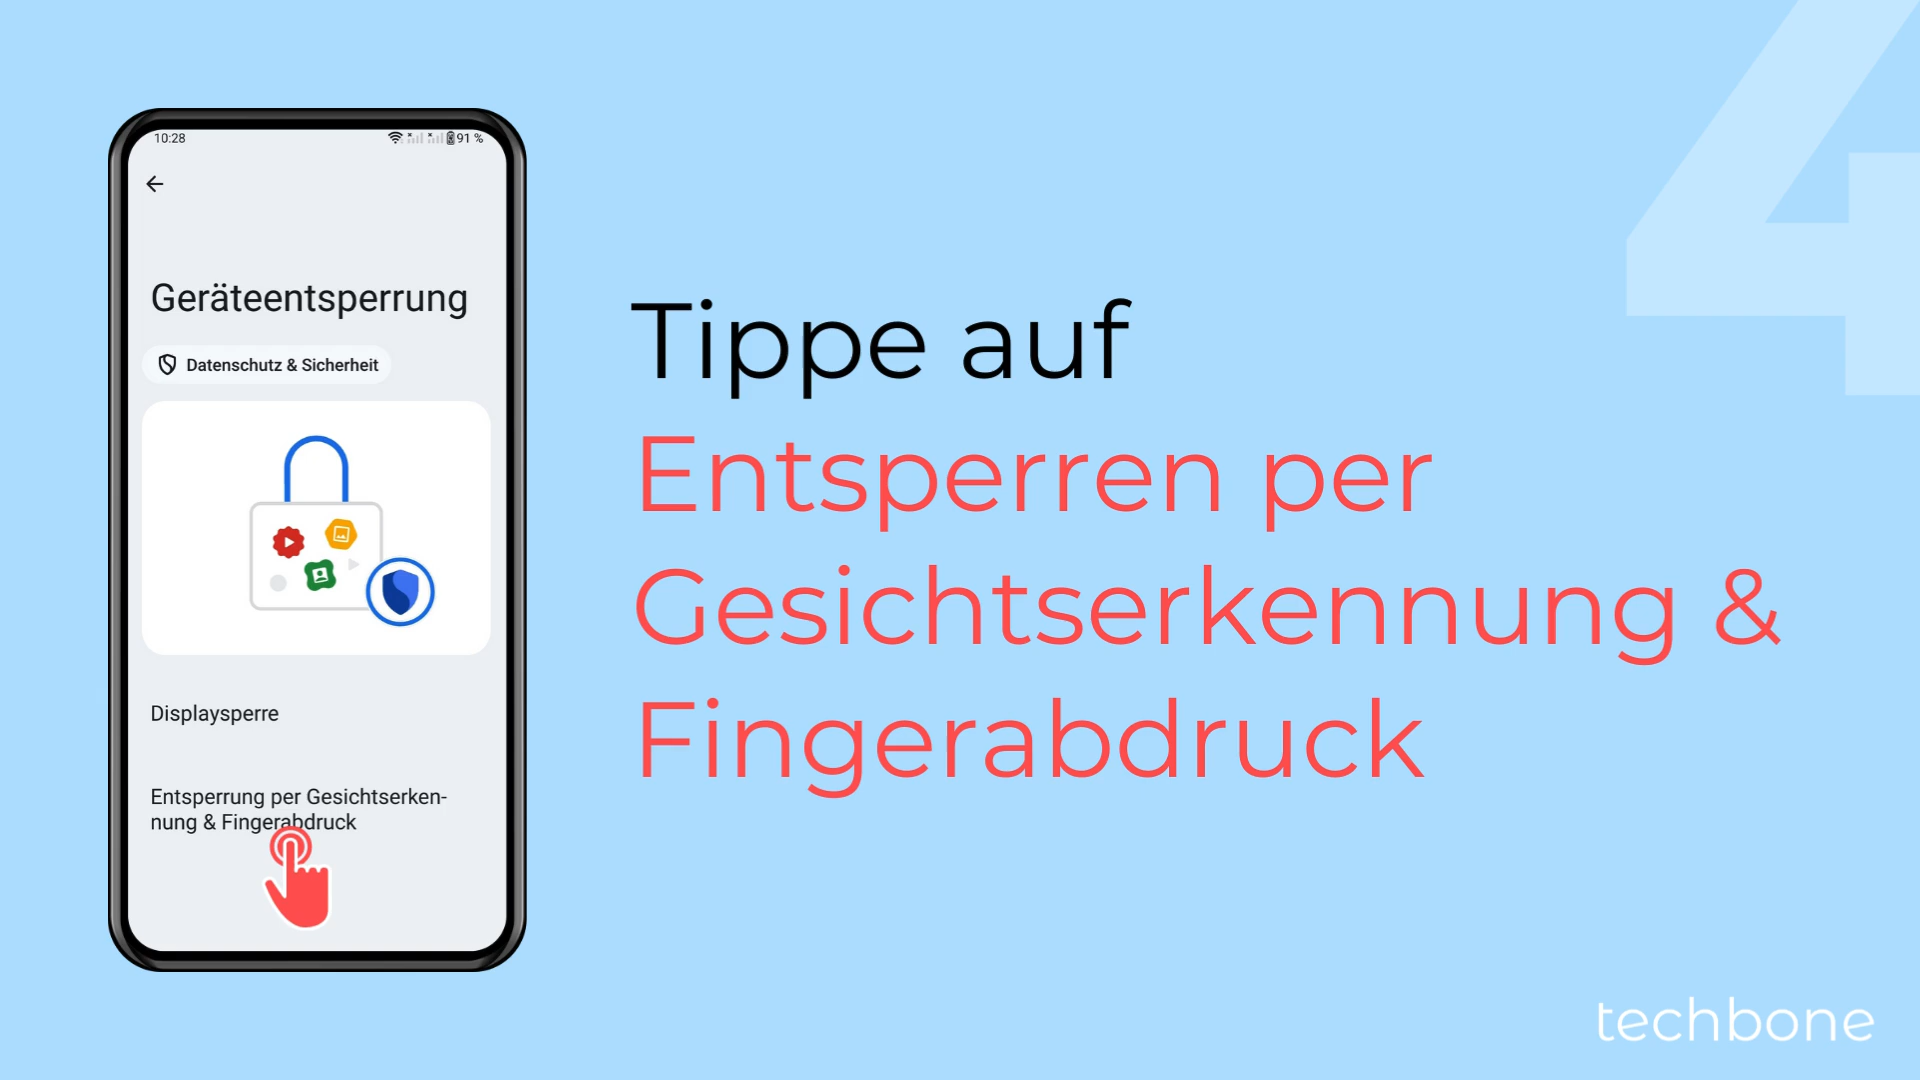 4
10:28
91 %
Geräteentsperrung
Datenschutz & Sicherheit
Displaysperre
Entsperrung per Gesichtserken-
nung & Fingerabdruck
Tippe auf
Entsperren per
Gesichtserkennung &
Fingerabdruck
techbone